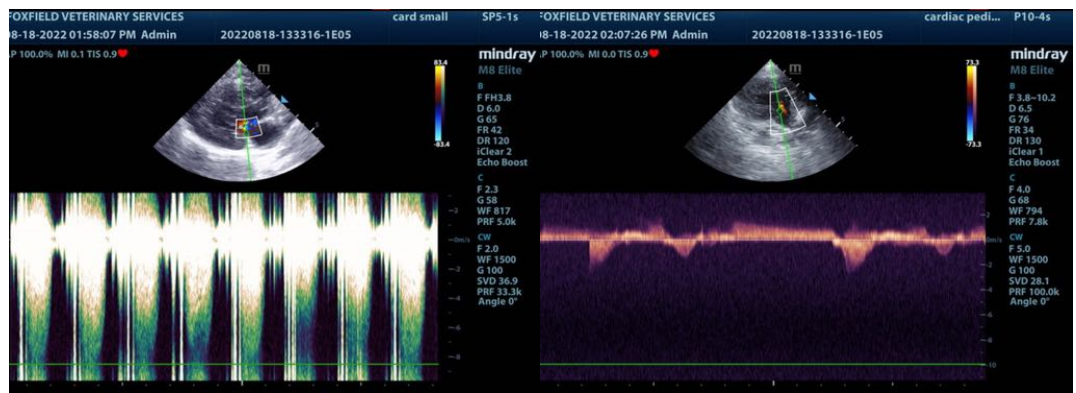 FOXFIELD VETERINARY SERVICES card small SP5-1s
08-18-2022 01:58:07 PM Admin 20220818-133316-1E05
.P 100.0% MI 0.1 TIS 0.9
mindray
M8 Elite
m
83.4
-83.4
5
B
F FH3.8
D 6.0
G 65
FR 42
DR 120
iClear 2
Echo Boost
C
F 2.3
G 58
WF 817
PRF 5.0k
CW
F 2.0
WF 1500
G 100
SVD 36.9
PRF 33.3k
Angle 0°
-2
-0m/s
-2
-4
-6
-8
FOXFIELD VETERINARY SERVICES cardiac pedi... P10-4s
08-18-2022 02:07:26 PM Admin 20220818-133316-1E05
.P 100.0% MI 0.0 TIS 0.9
mindray
M8 Elite
m
73.3
-73.3
5
B
F 3.8~10.2
D 6.5
G 76
FR 34
DR 130
iClear 1
Echo Boost
C
F 4.0
G 68
WF 794
PRF 7.8k
CW
F 5.0
WF 1500
G 100
SVD 28.1
PRF 100.0k
Angle 0°
-2
-0m/s
-2
-4
-6
-8
-10